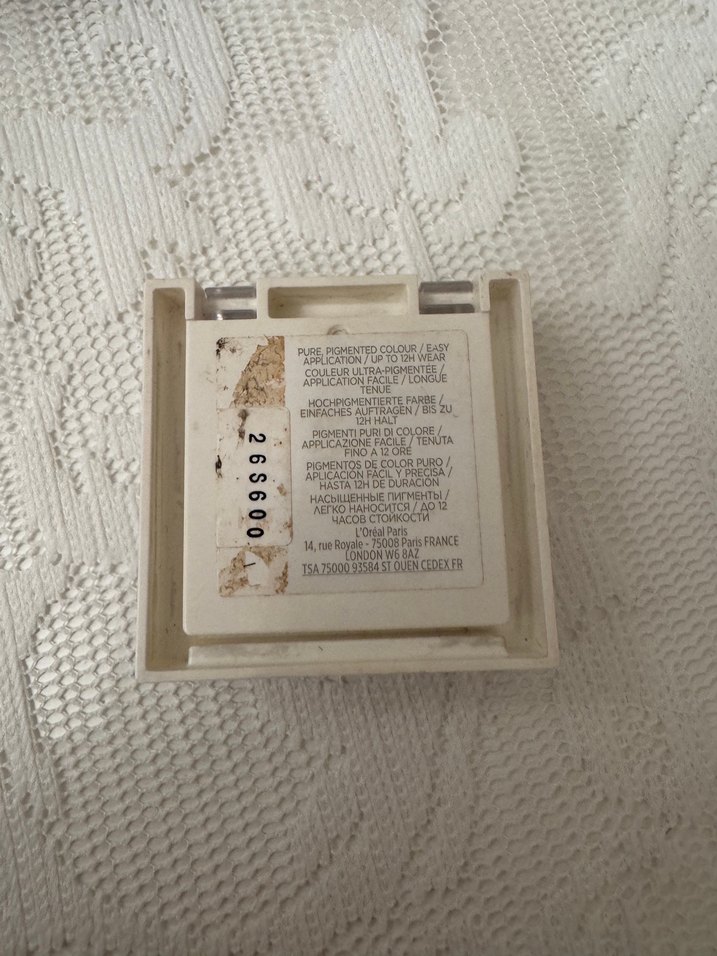 PURE, PIGMENTED COLOUR / EASY
APPLICATION / UP TO 12H WEAR
COULEUR ULTRA-PIGMENTÉE /
APPLICATION FACILE / LONGUE
TENUE
HOCHPIGMENTIERTE FARBE /
EINFACHES AUFTRAGEN / BIS ZU
12H HALT
PIGMENTI PURI DI COLORE /
APPLICAZIONE FACILE / TENUTA
FINO A 12 ORE
PIGMENTOS DE COLOR PURO /
APLICACIÓN FÁCIL Y PRECISA /
HASTA 12H DE DURACIÓN
НАСЫЩЕННЫЕ ПИГМЕНТЫ /
ЛЕГКО НАНОСИТСЯ / ДО 12
ЧАСОВ СТОЙКОСТИ
L'Oréal Paris
14, rue Royale - 75008 Paris FRANCE
LONDON W6 8AZ
TSA 75000 93584 ST OUEN CEDEX FR
26S600